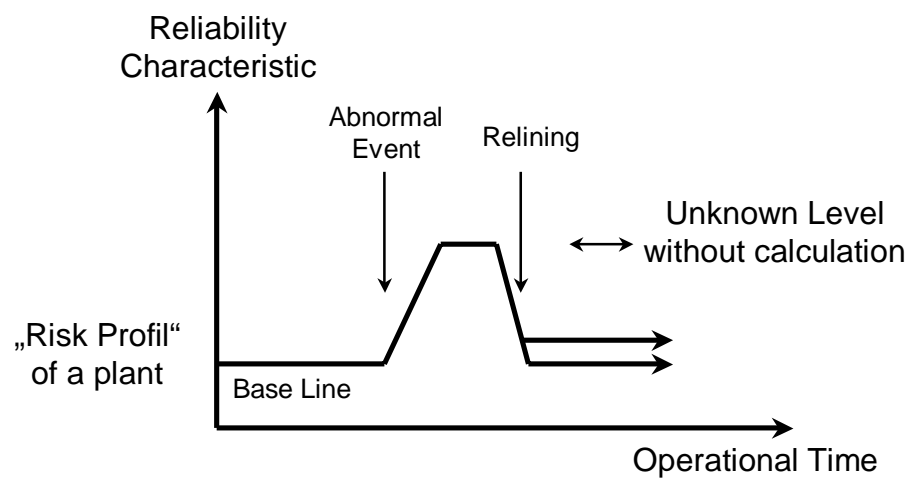 Reliability
Characteristic
Abnormal
Event
Relining
Unknown Level
without calculation
„Risk Profil“
of a plant
Base Line
Operational Time